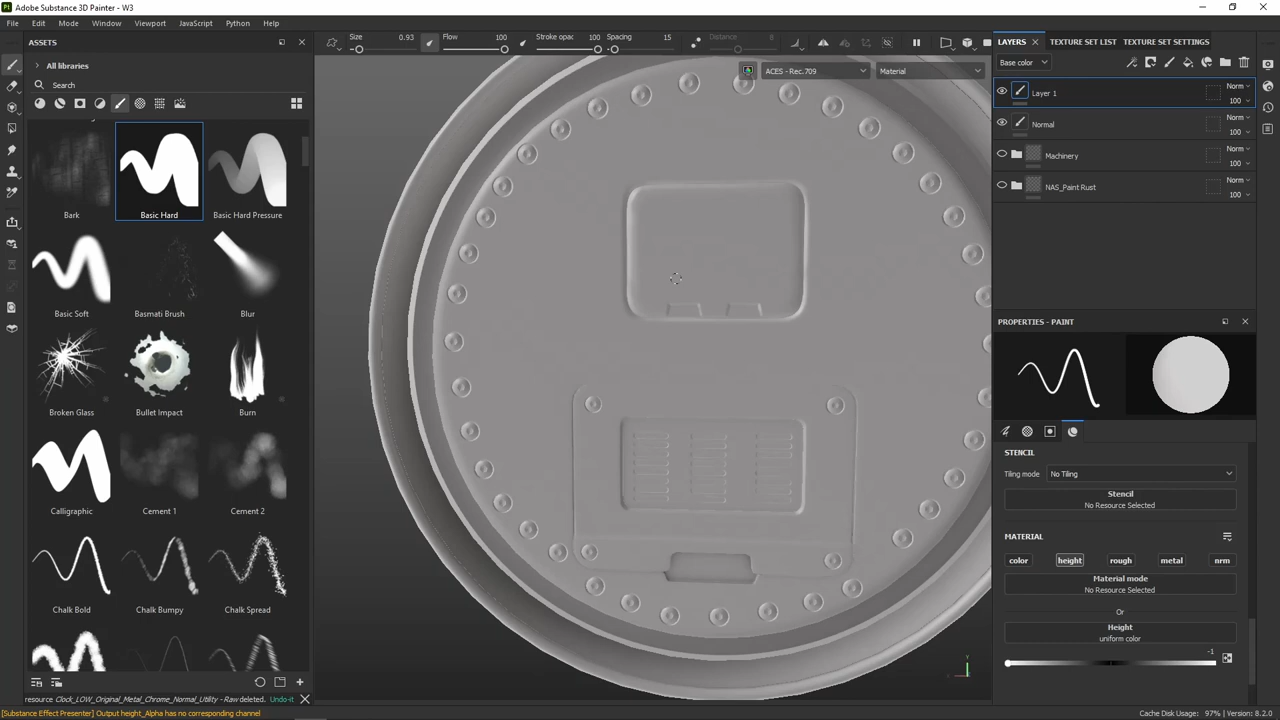 Adobe Substance 3D Painter - W3
File Edit Mode Window Viewport JavaScript Python Help
ASSETS
All libraries
Search
Bark
Basic Hard
Basic Hard Pressure
Basic Soft
Basmati Brush
Blur
Broken Glass
Bullet Impact
Burn
Calligraphic
Cement 1
Cement 2
Chalk Bold
Chalk Bumpy
Chalk Spread
resource Clock_LOW_Original_Metal_Chrome_Normal_Utility - Raw deleted. Undo-it
[Substance Effect Presenter] Output height_Alpha has no corresponding channel
Size 0.93 Flow 100 Stroke opac 100 Spacing 15 Distance 8
ACES - Rec.709 Material
LAYERS TEXTURE SET LIST TEXTURE SET SETTINGS
Base color
Layer 1 Norm
100
Normal Norm
100
Machinery Norm
100
NAS_Paint Rust Norm
100
PROPERTIES - PAINT
STENCIL
Tiling mode No Tiling
Stencil
No Resource Selected
MATERIAL
color height rough metal nrm
Material mode
No Resource Selected
Or
Height
uniform color
-1
Y
Cache Disk Usage: 97% | Version: 8.2.0